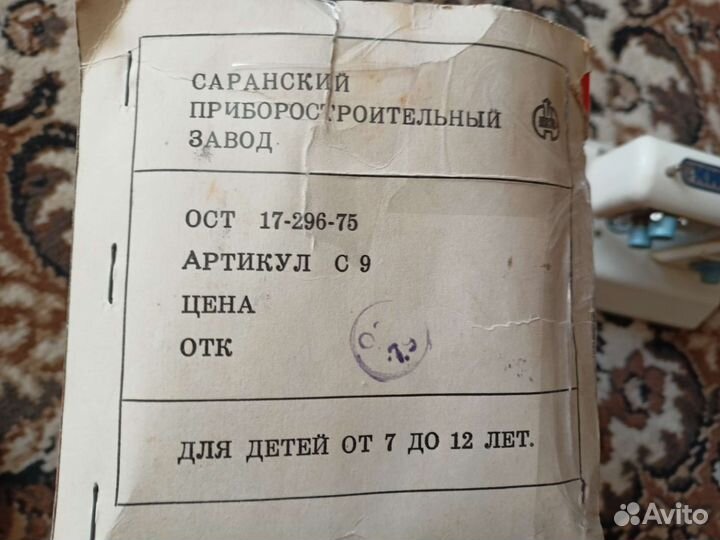 САРАНСКИЙ
ПРИБОРОСТРОИТЕЛЬНЫЙ
ЗАВОД
ОСТ 17-296-75
АРТИКУЛ С 9
ЦЕНА
ОТК
ДЛЯ ДЕТЕЙ ОТ 7 ДО 12 ЛЕТ.
Avito